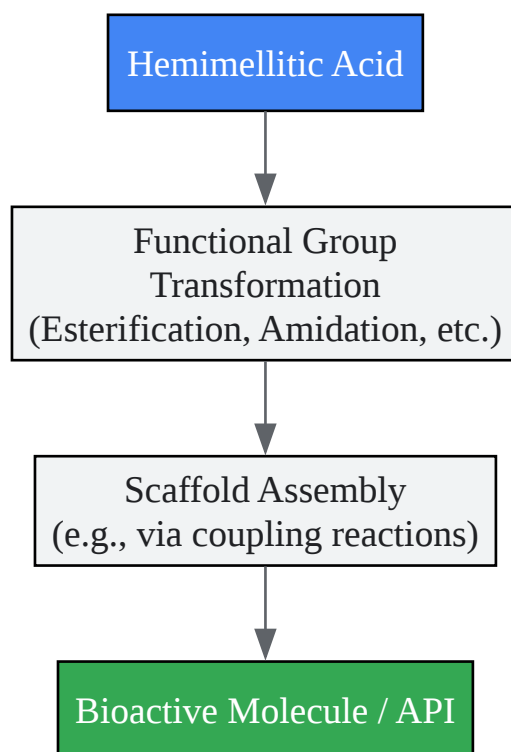 Hemimellitic Acid
Functional Group
Transformation
(Esterification, Amidation, etc.)
Scaffold Assembly
(e.g., via coupling reactions)
Bioactive Molecule / API